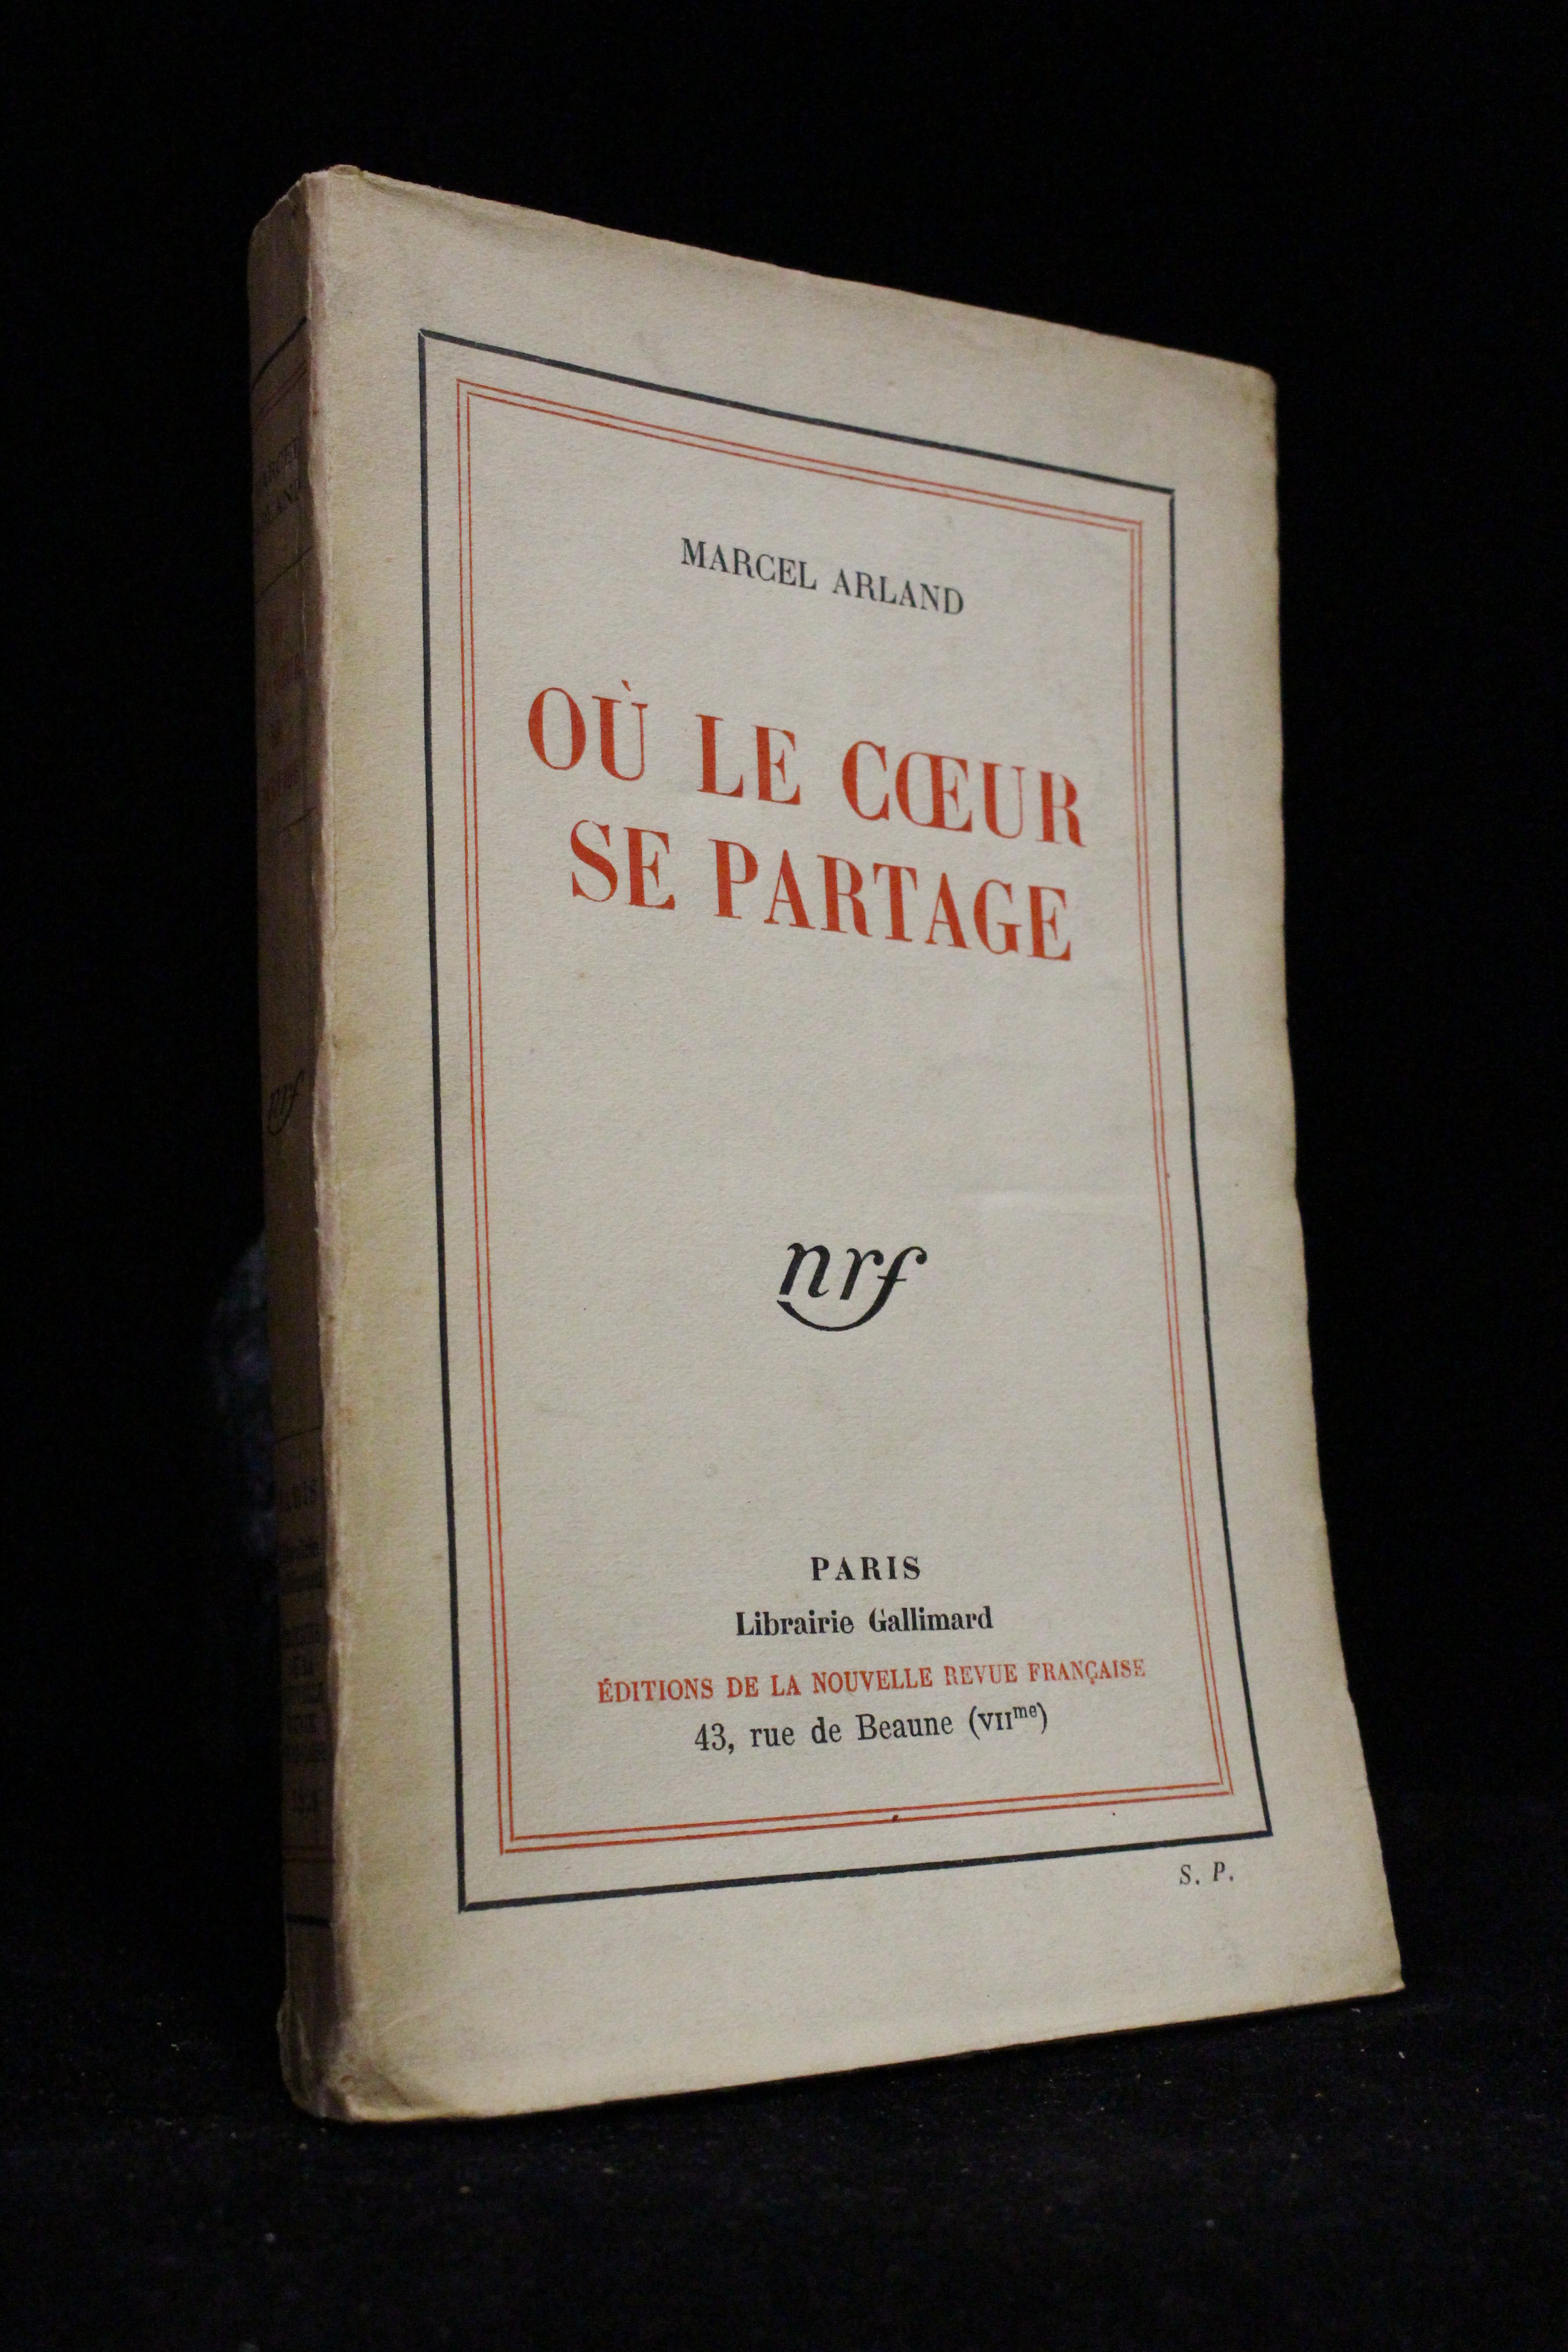 MARCEL ARLAND
OÙ LE CŒUR
SE PARTAGE
nrf
PARIS
Librairie Gallimard
ÉDITIONS DE LA NOUVELLE REVUE FRANÇAISE
43, rue de Beaune (VIIme)
S. P.
nrf